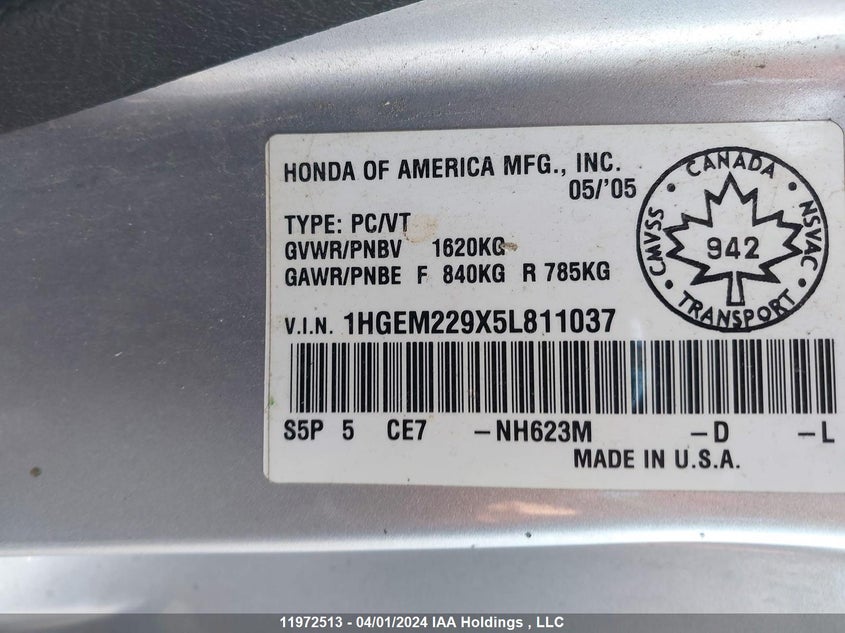 HONDA OF AMERICA MFG., INC.
05/'05
TYPE: PC/VT
GVWR/PNBV 1620KG
GAWR/PNBE F 840KG R 785KG
V.I.N. 1HGEM229X5L811037
S5P 5 CE7 -NH623M -D -L
MADE IN U.S.A.
CANADA
CMVSS
NSVAC
942
TRANSPORT
11972513 - 04/01/2024 IAA Holdings , LLC